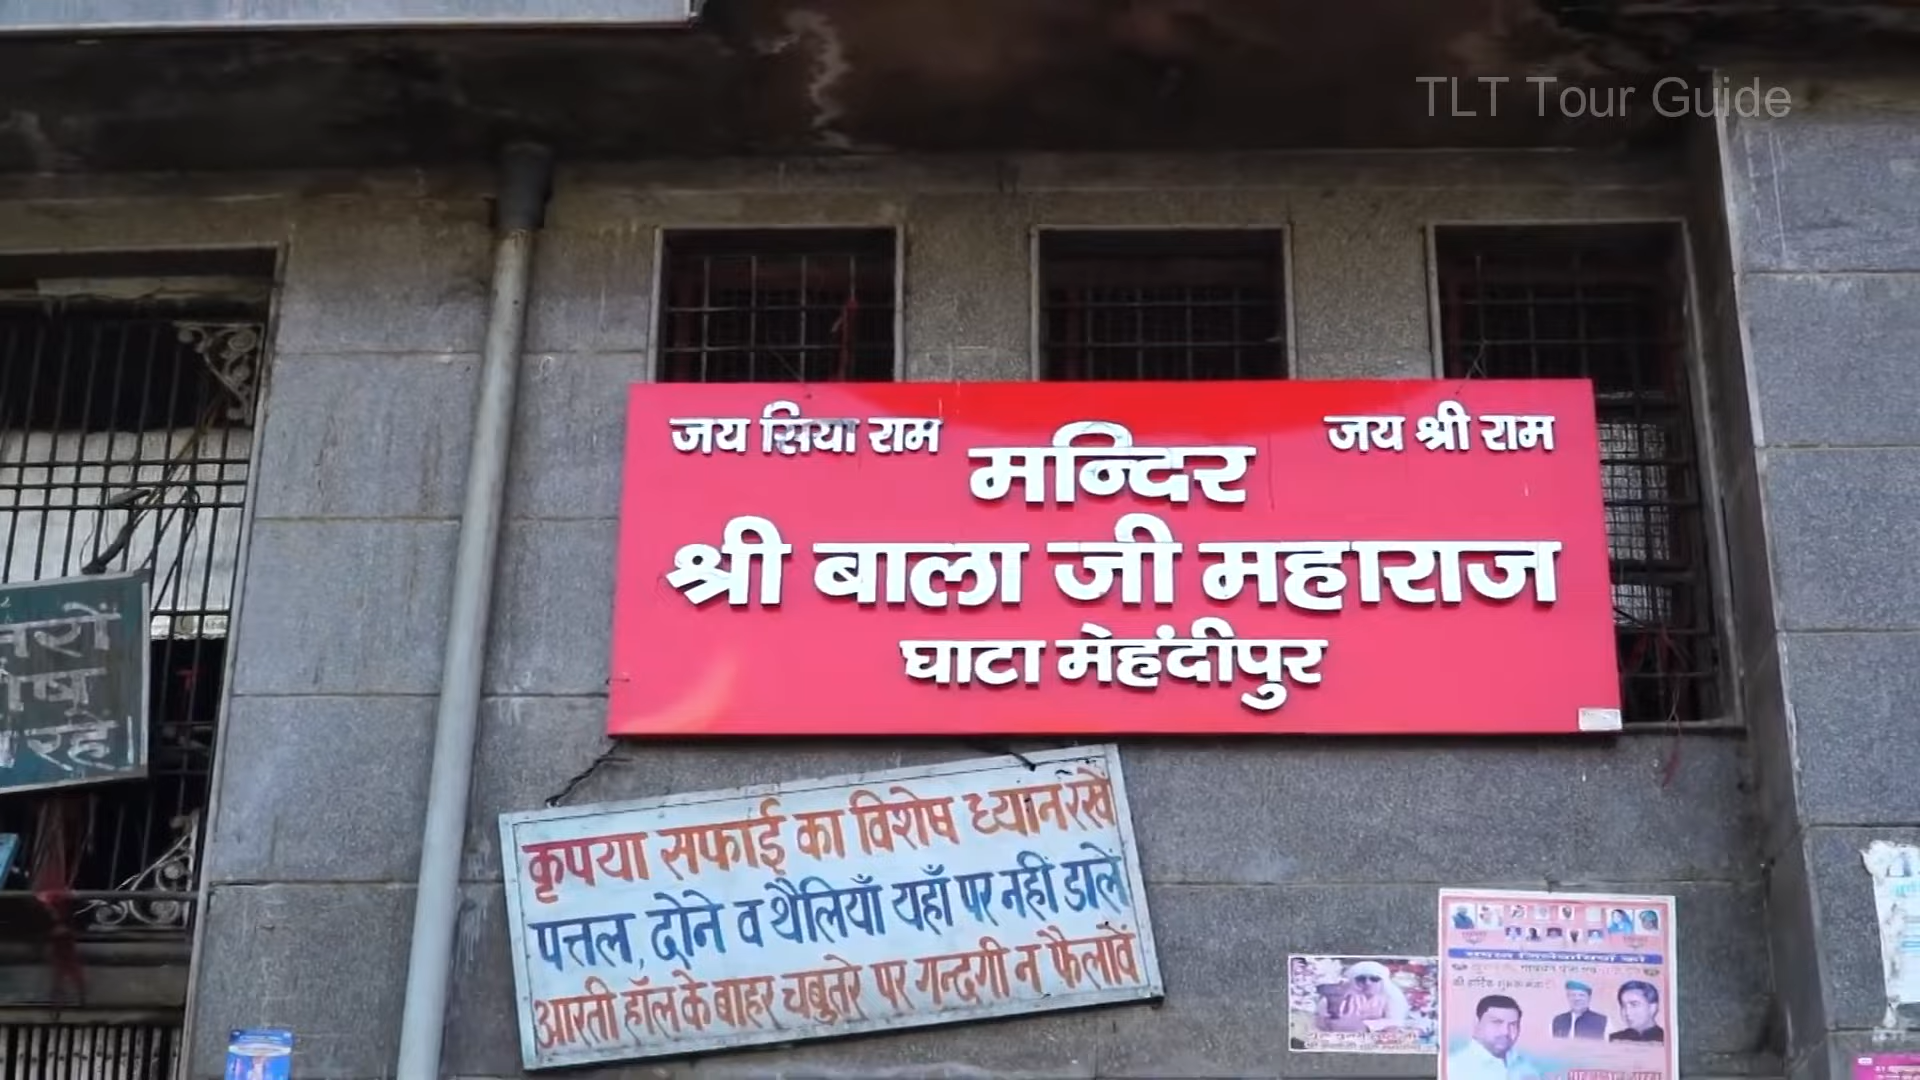 TLT Tour Guide
जय सिया राम
जय श्री राम
मन्दिर
श्री बाला जी महाराज
घाटा मेहंदीपुर
रहें
कृपया सफाई का विशेष ध्यान रखें
पत्तल, दोने व थैलियाँ यहाँ पर नहीं डालें
आरती हॉल के बाहर चबुतरे पर गन्दगी न फैलावें